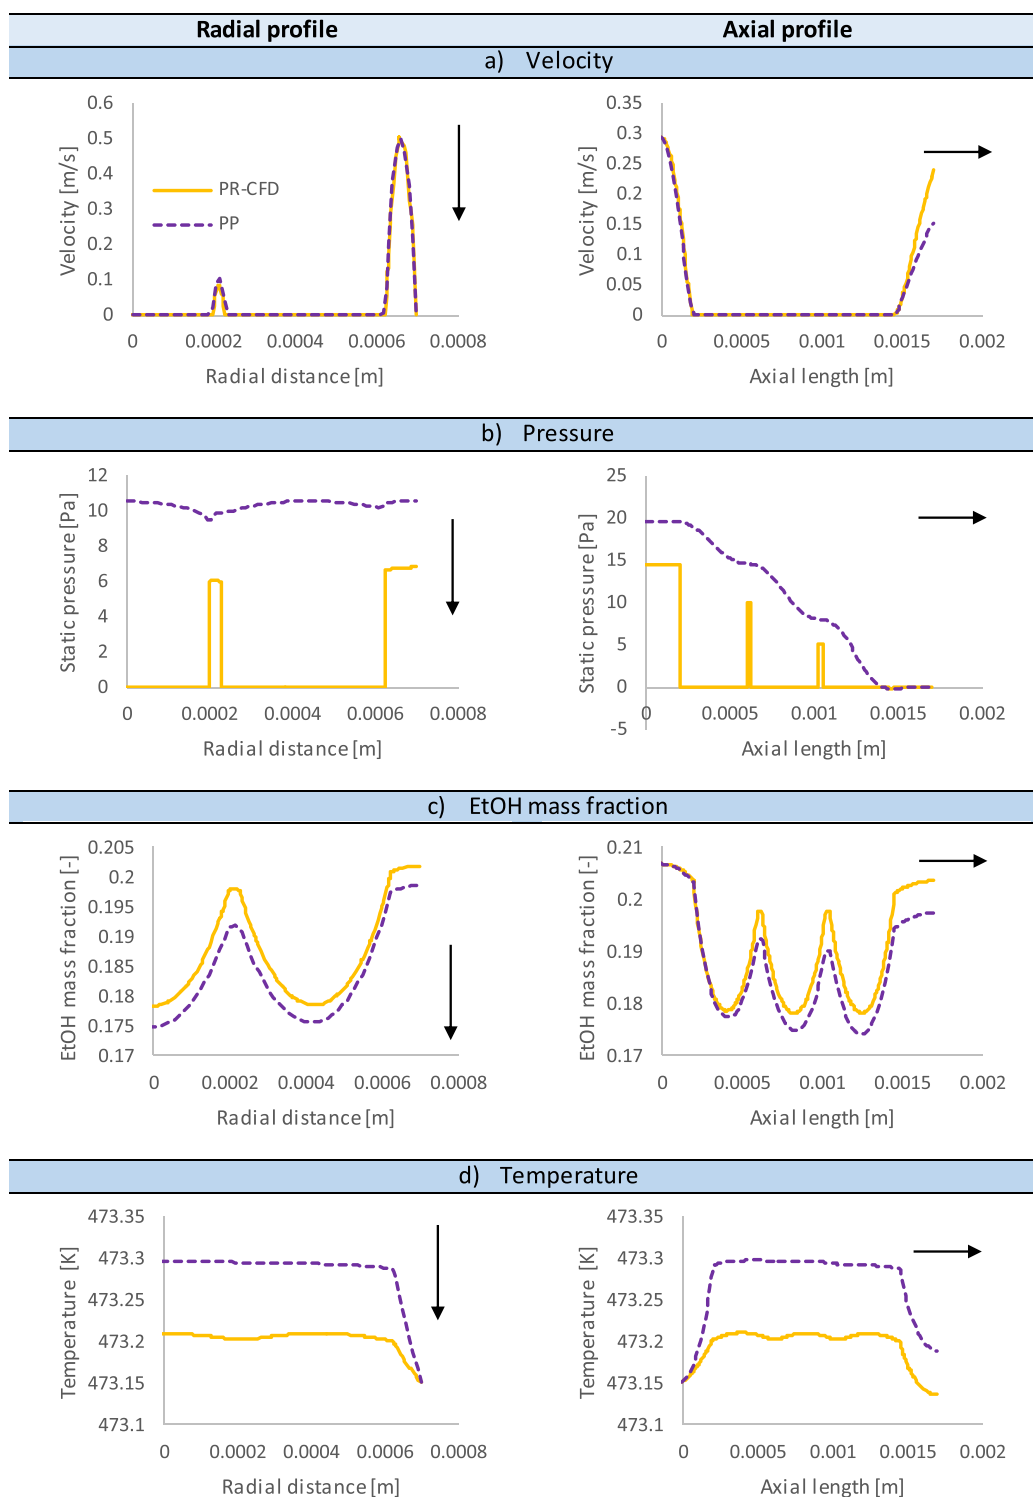 Radial profile Axial profile
a) Velocity
0.6
0.5
0.4
0.3
0.2
0.1
0
Velocity [m/s]
PR-CFD
PP
0 0.0002 0.0004 0.0006 0.0008
Radial distance [m]
0.35
0.3
0.25
0.2
0.15
0.1
0.05
0
Velocity [m/s]
0 0.0005 0.001 0.0015 0.002
Axial length [m]
b) Pressure
12
10
8
6
4
2
0
Static pressure [Pa]
0 0.0002 0.0004 0.0006 0.0008
Radial distance [m]
25
20
15
10
5
0
-5
Static pressure [Pa]
0 0.0005 0.001 0.0015 0.002
Axial length [m]
c) EtOH mass fraction
0.205
0.2
0.195
0.19
0.185
0.18
0.175
0.17
EtOH mass fraction [-]
0 0.0002 0.0004 0.0006 0.0008
Radial distance [m]
0.21
0.2
0.19
0.18
0.17
EtOH mass fraction [-]
0 0.0005 0.001 0.0015 0.002
Axial length [m]
d) Temperature
473.35
473.3
473.25
473.2
473.15
473.1
Temperature [K]
0 0.0002 0.0004 0.0006 0.0008
Radial distance [m]
473.35
473.3
473.25
473.2
473.15
473.1
Temperature [K]
0 0.0005 0.001 0.0015 0.002
Axial length [m]